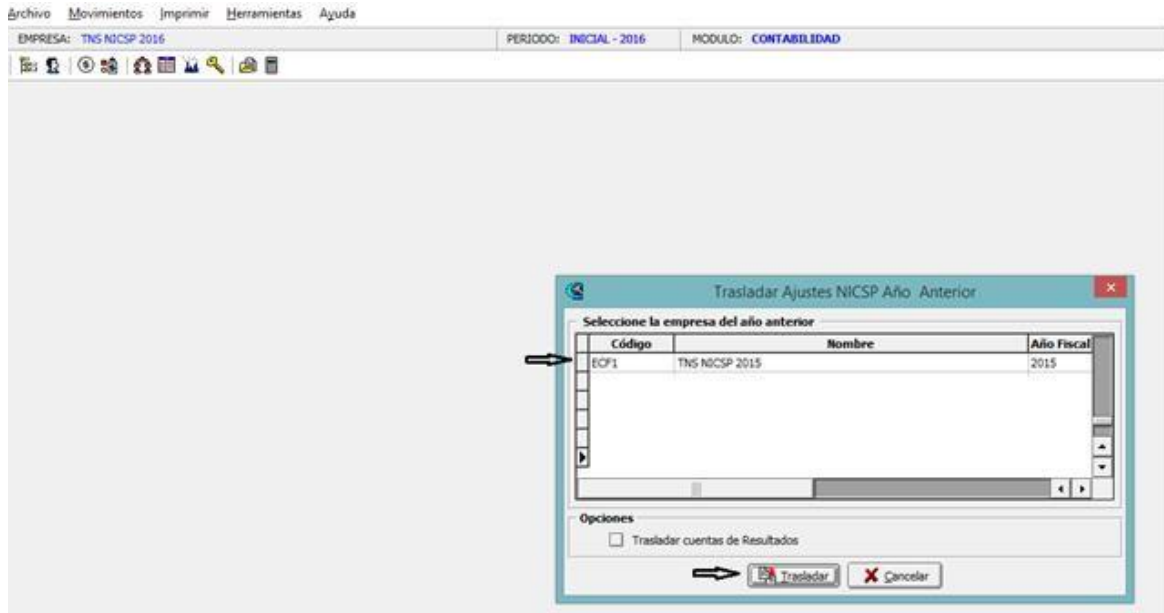 Archivo Movimientos Imprimir Herramientas Ayuda
EMPRESA: TNS NICSP 2016 PERIODO: INICIAL - 2016 MODULO: CONTABILIDAD
Trasladar Ajustes NICSP Año Anterior
Seleccione la empresa del año anterior
Código Nombre Año Fiscal
ECF1 TNS NICSP 2015 2015
Opciones
Trasladar cuentas de Resultados
Trasladar Cancelar